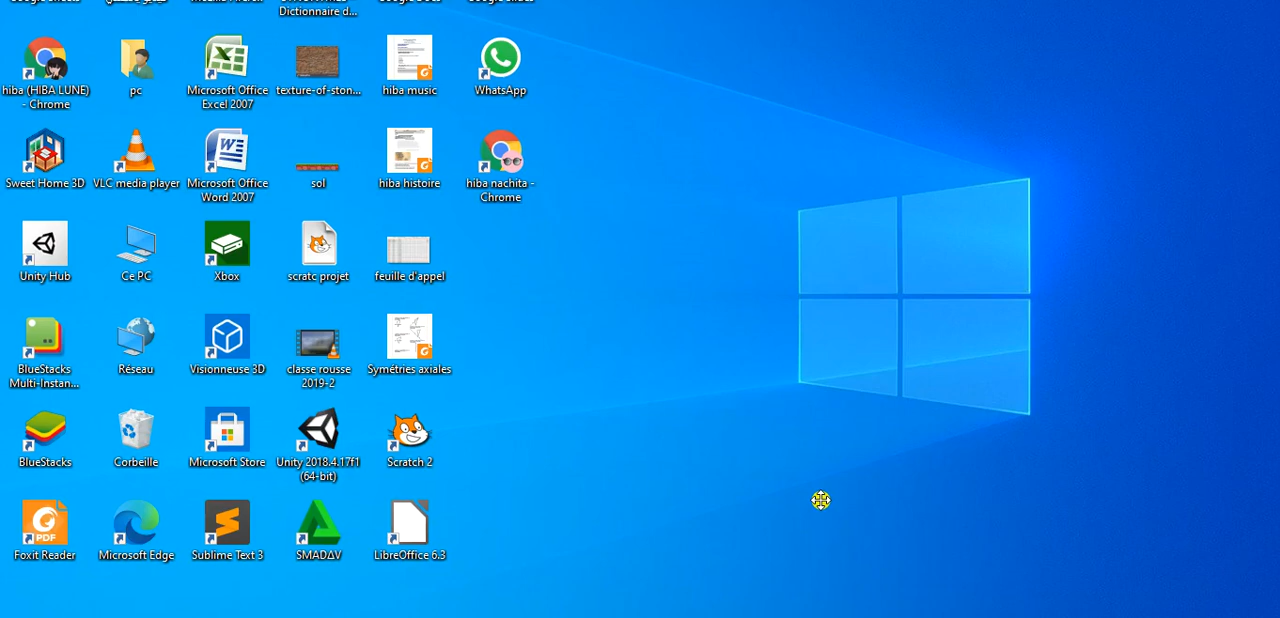 Dictionnaire d...
hiba (HIBA LUNE)
- Chrome
pc
Microsoft Office
Excel 2007
texture-of-ston...
hiba music
WhatsApp
Sweet Home 3D
VLC media player
Microsoft Office
Word 2007
sol
hiba histoire
hiba nachita -
Chrome
Unity Hub
Ce PC
Xbox
scratc projet
feuille d'appel
BlueStacks
Multi-Instan...
Réseau
Visionneuse 3D
classe rousse
2019-2
Symétries axiales
BlueStacks
Corbeille
Microsoft Store
Unity 2018.4.17f1
(64-bit)
Scratch 2
PDF
Foxit Reader
Microsoft Edge
Sublime Text 3
SMADAV
LibreOffice 6.3